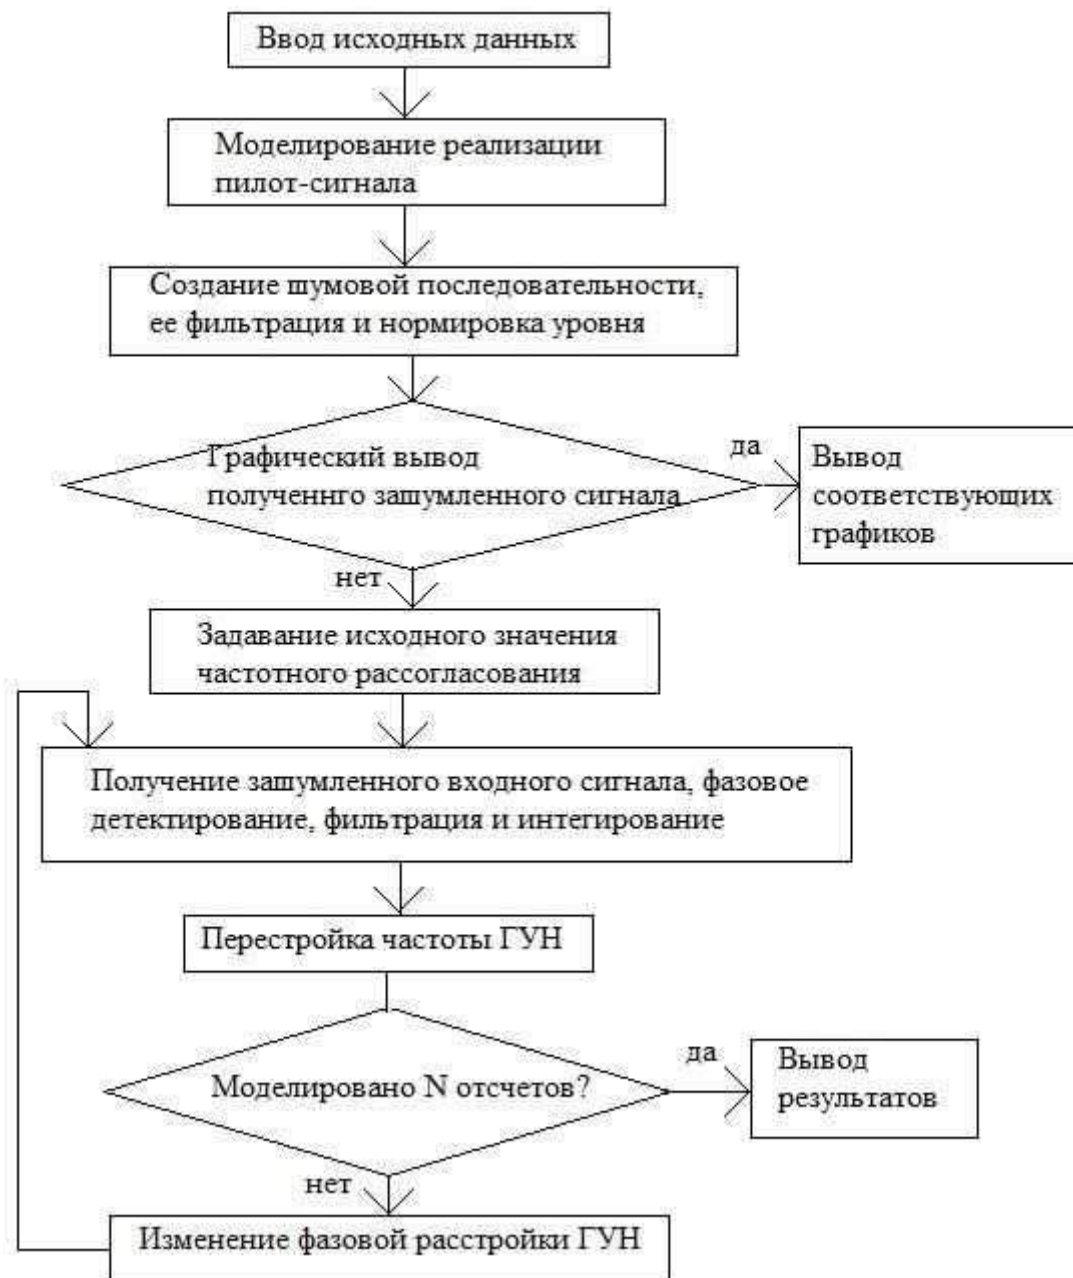 Ввод исходных данных
Моделирование реализации
пилот-сигнала
Создание шумовой последовательности,
ее фильтрация и нормировка уровня
Графический вывод
полученнго зашумленного сигнала
да
Вывод
соответствующих
графиков
нет
Задавание исходного значения
частотного рассогласования
Получение зашумленного входного сигнала, фазовое
детектирование, фильтрация и интегирование
Перестройка частоты ГУН
Моделировано N отсчетов?
да
Вывод
результатов
нет
Изменение фазовой расстройки ГУН